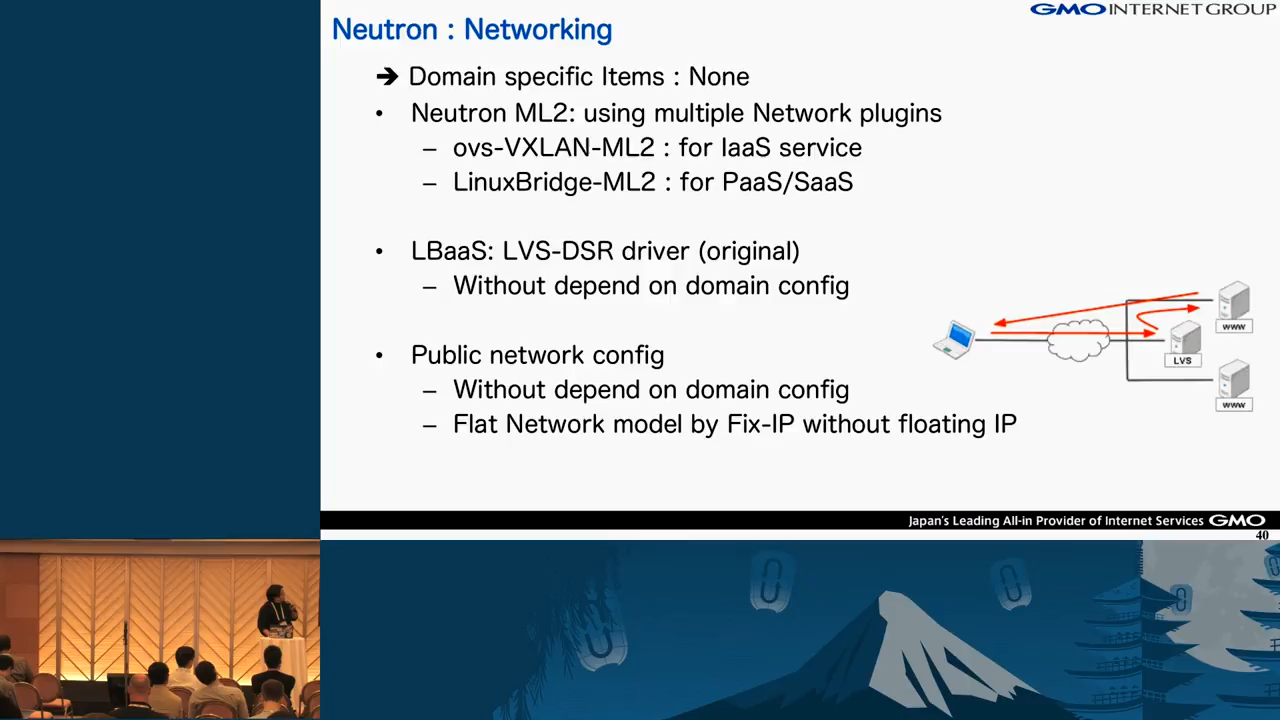 GMO INTERNET GROUP
Neutron : Networking
➔ Domain specific Items : None
• Neutron ML2: using multiple Network plugins
– ovs-VXLAN-ML2 : for IaaS service
– LinuxBridge-ML2 : for PaaS/SaaS
• LBaaS: LVS-DSR driver (original)
– Without depend on domain config
www
LVS
www
• Public network config
– Without depend on domain config
– Flat Network model by Fix-IP without floating IP
Japan's Leading All-in Provider of Internet Services GMO
40